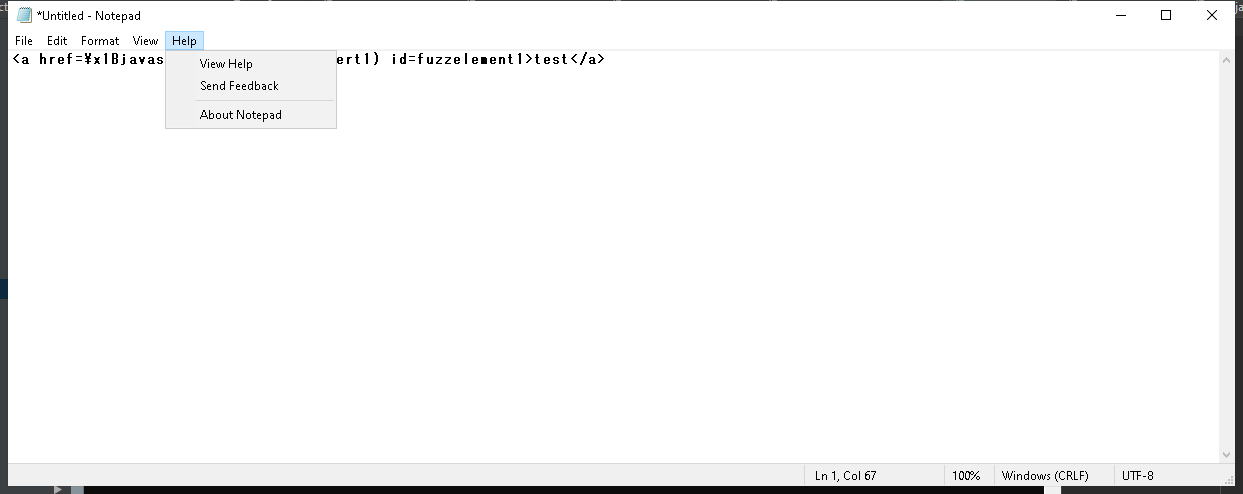 *Untitled - Notepad
File Edit Format View Help
<a href=¥x1Bjavas ert1) id=fuzzelement1>test</a>
View Help
Send Feedback
About Notepad
Ln 1, Col 67 100% Windows (CRLF) UTF-8